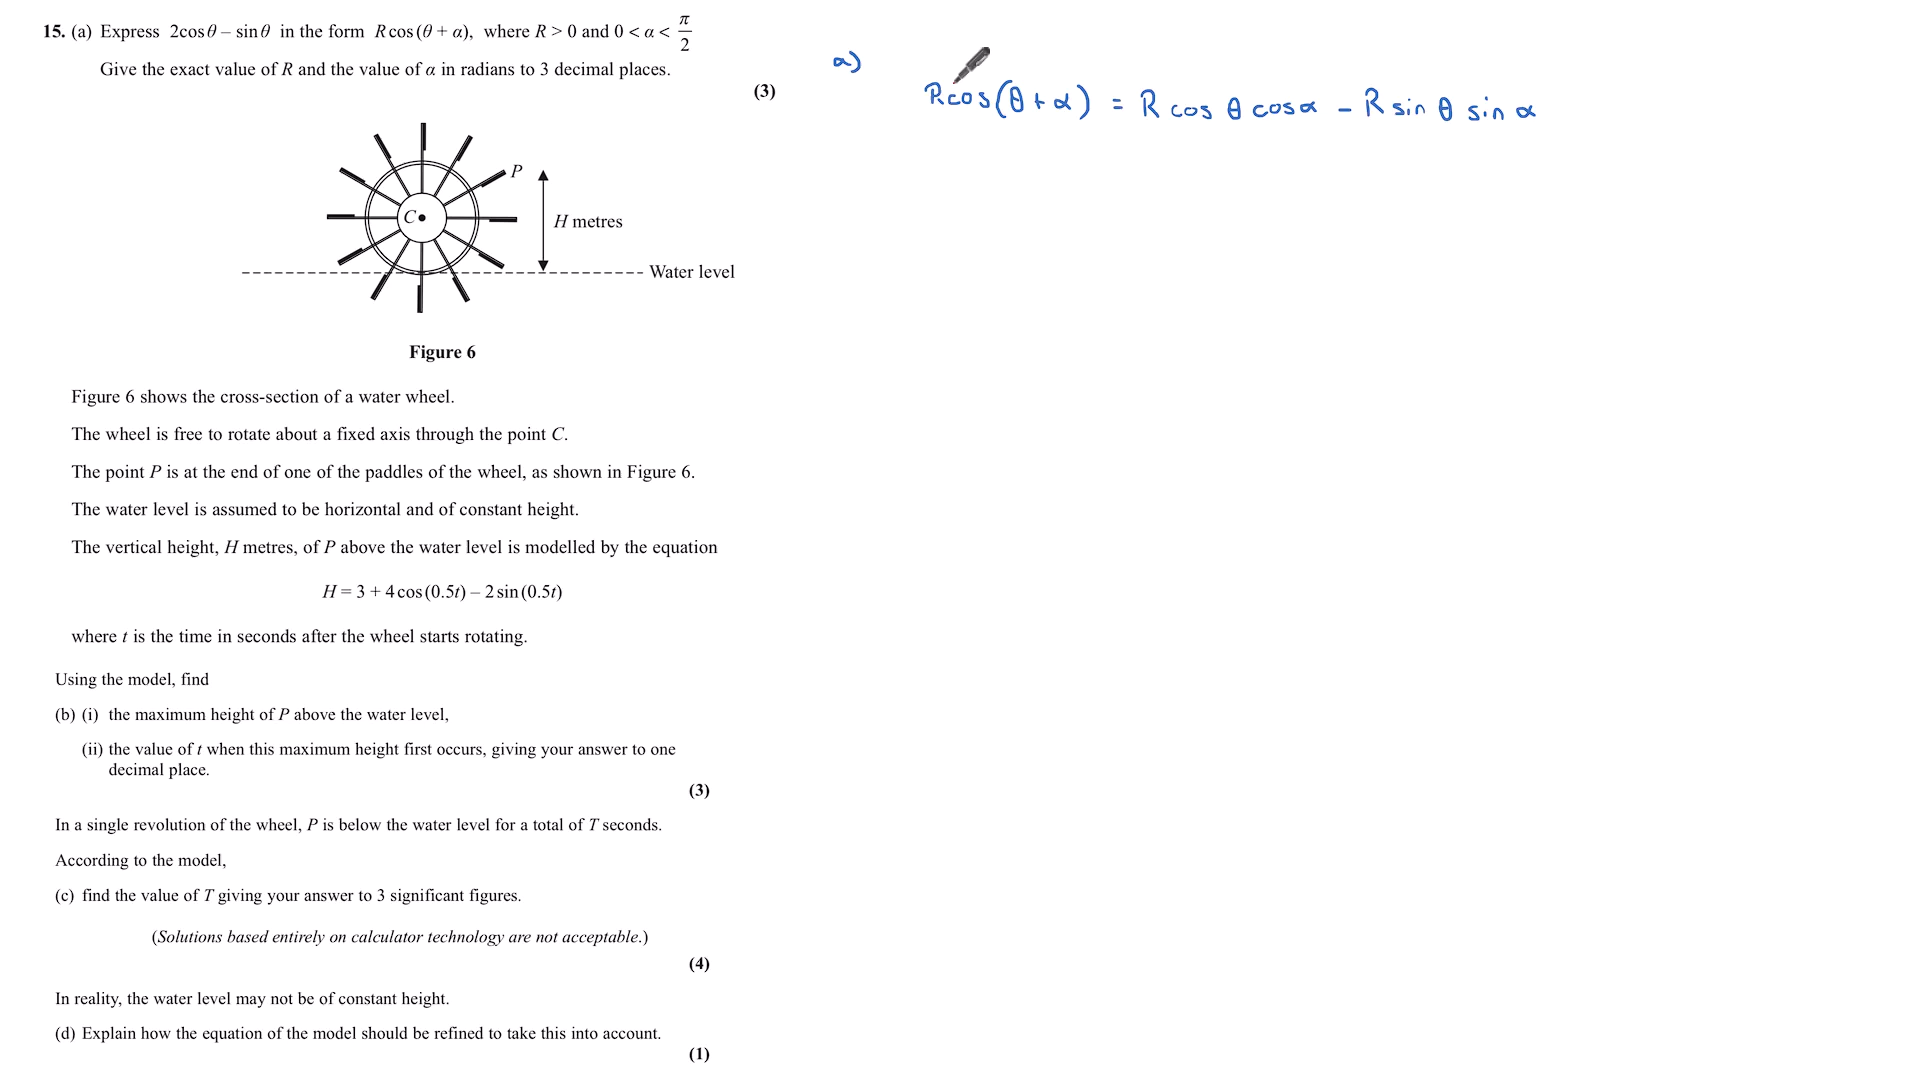 15. (a) Express 2cosθ – sinθ in the form Rcos(θ + α), where R > 0 and 0 < α < π/2
Give the exact value of R and the value of α in radians to 3 decimal places.
(3)
a)
Rcos(θ + α) = R cos θ cosα – R sin θ sin α
P
C
H metres
Water level
Figure 6
Figure 6 shows the cross-section of a water wheel.
The wheel is free to rotate about a fixed axis through the point C.
The point P is at the end of one of the paddles of the wheel, as shown in Figure 6.
The water level is assumed to be horizontal and of constant height.
The vertical height, H metres, of P above the water level is modelled by the equation
H = 3 + 4cos(0.5t) – 2sin(0.5t)
where t is the time in seconds after the wheel starts rotating.
Using the model, find
(b) (i) the maximum height of P above the water level,
(ii) the value of t when this maximum height first occurs, giving your answer to one
decimal place.
(3)
In a single revolution of the wheel, P is below the water level for a total of T seconds.
According to the model,
(c) find the value of T giving your answer to 3 significant figures.
(Solutions based entirely on calculator technology are not acceptable.)
(4)
In reality, the water level may not be of constant height.
(d) Explain how the equation of the model should be refined to take this into account.
(1)